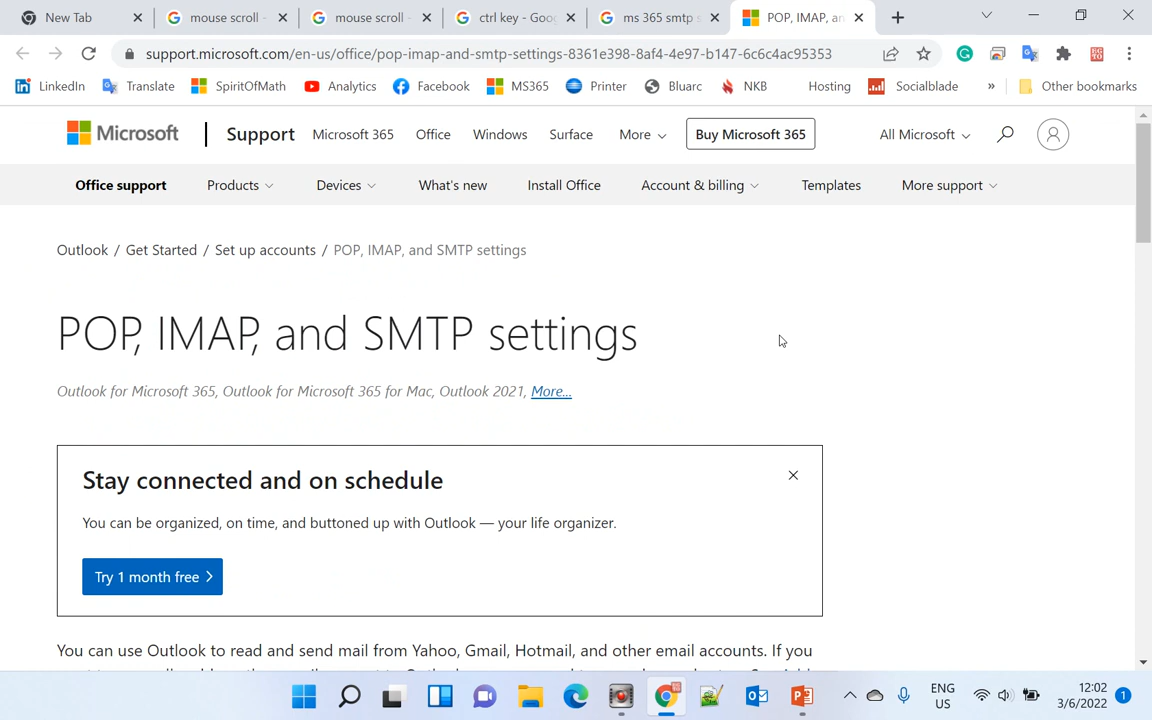 New Tab
mouse scroll -
mouse scroll -
ctrl key - Goo
ms 365 smtp s
POP, IMAP, an
support.microsoft.com/en-us/office/pop-imap-and-smtp-settings-8361e398-8af4-4e97-b147-6c6c4ac95353
LinkedIn
Translate
SpiritOfMath
Analytics
Facebook
MS365
Printer
Bluarc
NKB
Hosting
Socialblade
»
Other bookmarks
Microsoft
Support
Microsoft 365
Office
Windows
Surface
More
Buy Microsoft 365
All Microsoft
Office support
Products
Devices
What's new
Install Office
Account & billing
Templates
More support
Outlook / Get Started / Set up accounts / POP, IMAP, and SMTP settings
POP, IMAP, and SMTP settings
Outlook for Microsoft 365, Outlook for Microsoft 365 for Mac, Outlook 2021, More...
Stay connected and on schedule
You can be organized, on time, and buttoned up with Outlook — your life organizer.
Try 1 month free
You can use Outlook to read and send mail from Yahoo, Gmail, Hotmail, and other email accounts. If you
ENG
US
12:02
3/6/2022
1